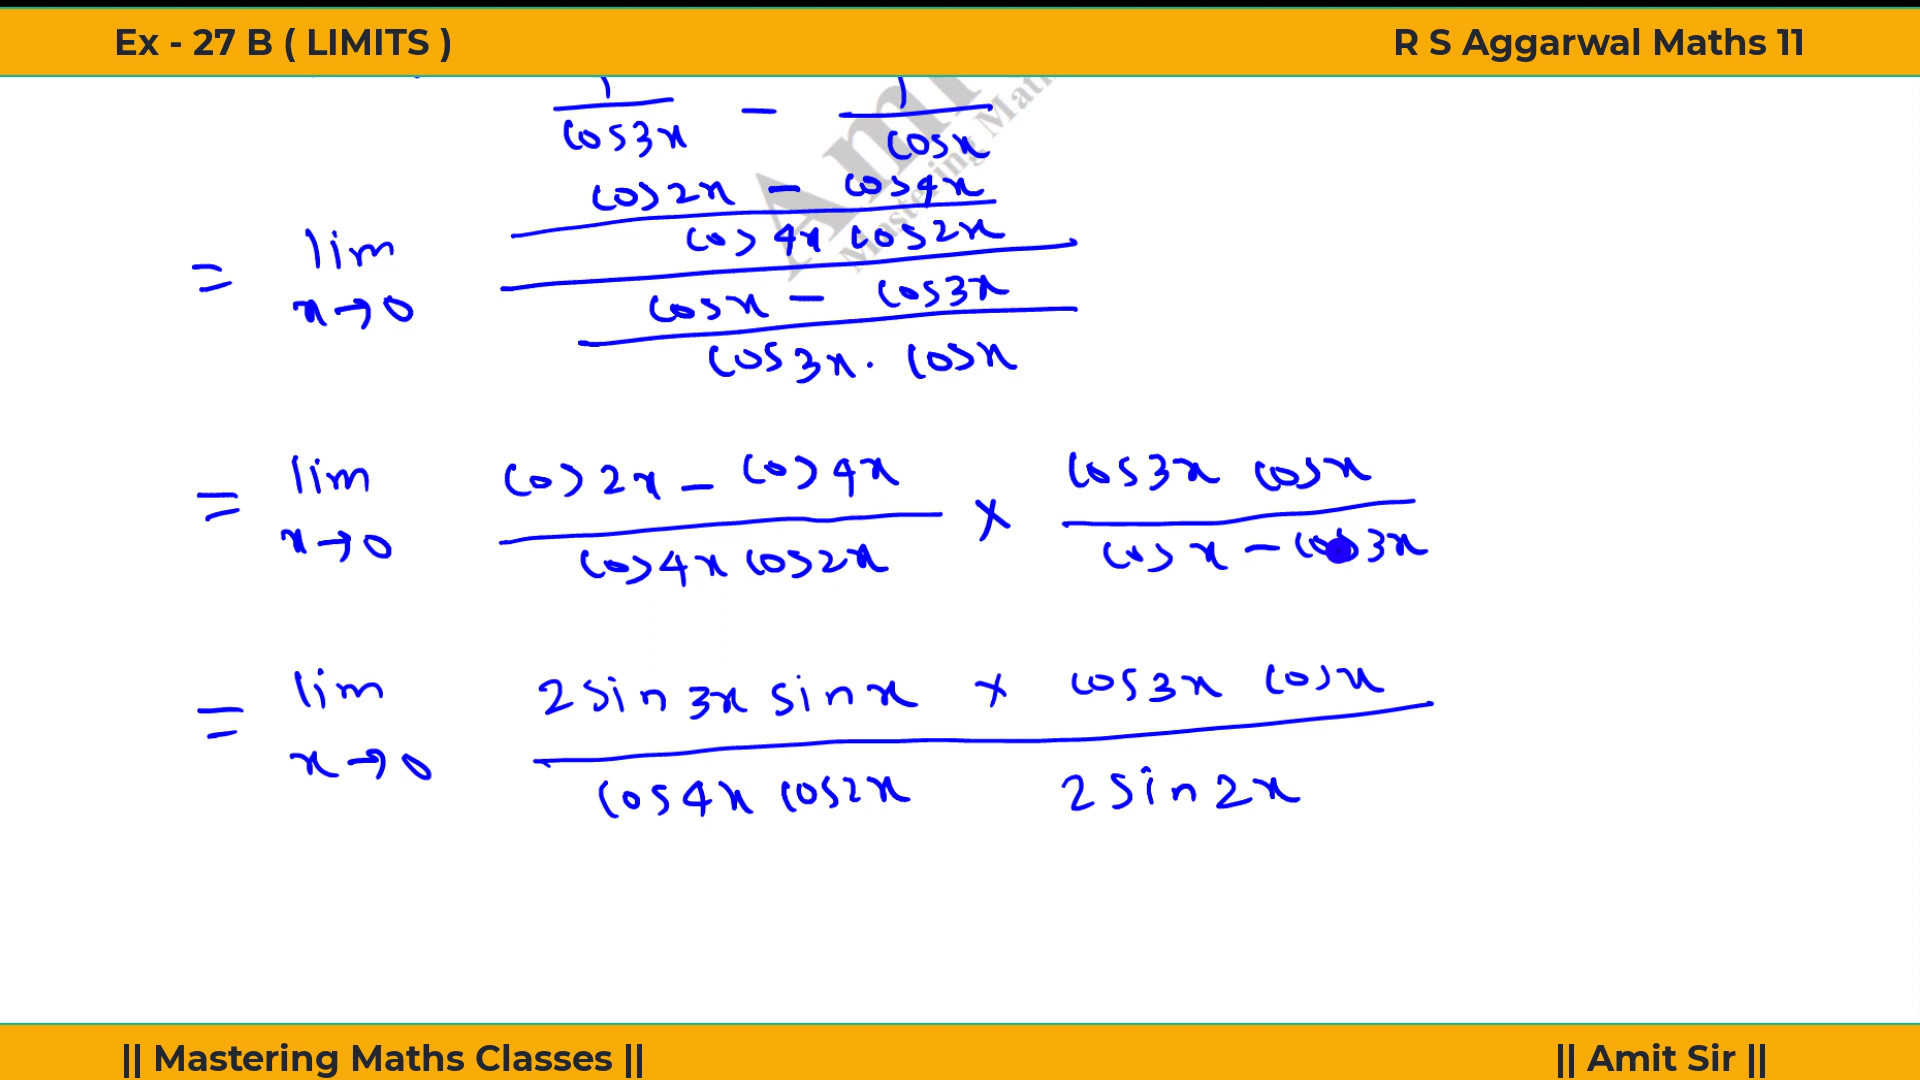 Ex - 27 B ( LIMITS ) R S Aggarwal Maths 11
1/cos3x - 1/cosx
= lim x→0 ((cos2x - cos4x)/(cos4x cos2x))/((cosx - cos3x)/(cos3x . cosx))
= lim x→0 (cos2x - cos4x)/(cos4x cos2x) × (cos3x cosx)/(cosx - cos3x)
= lim x→0 (2sin3x sinx × cos3x cosx)/(cos4x cos2x 2sin2x)
|| Mastering Maths Classes || || Amit Sir ||